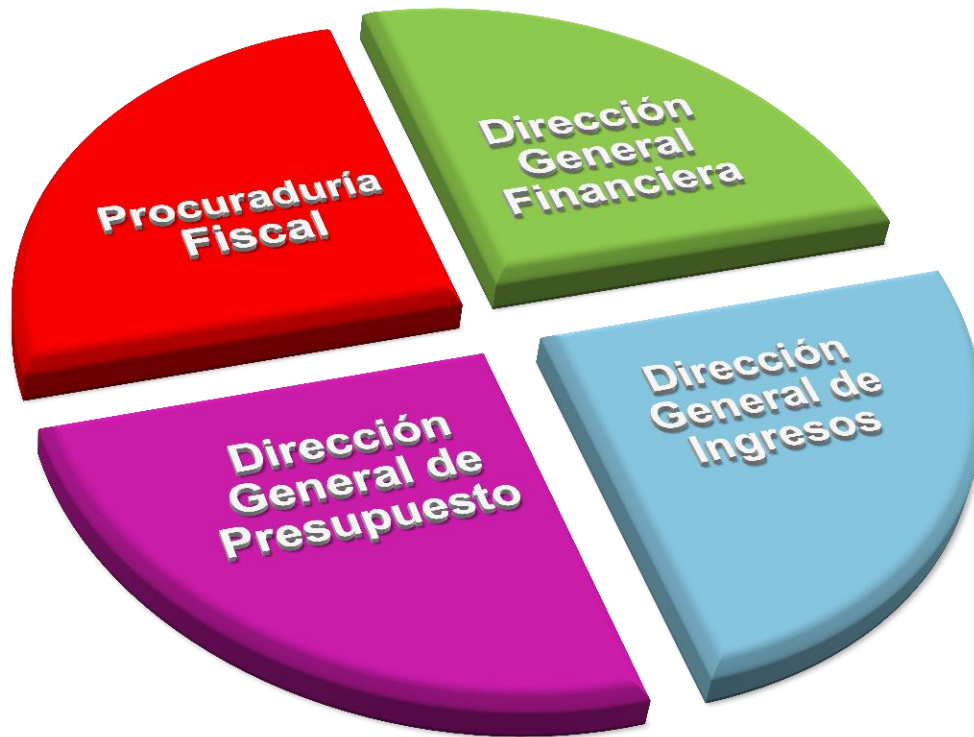 Procuraduría
Fiscal
Dirección
General
Financiera
Dirección
General de
Ingresos
Dirección
General de
Presupuesto